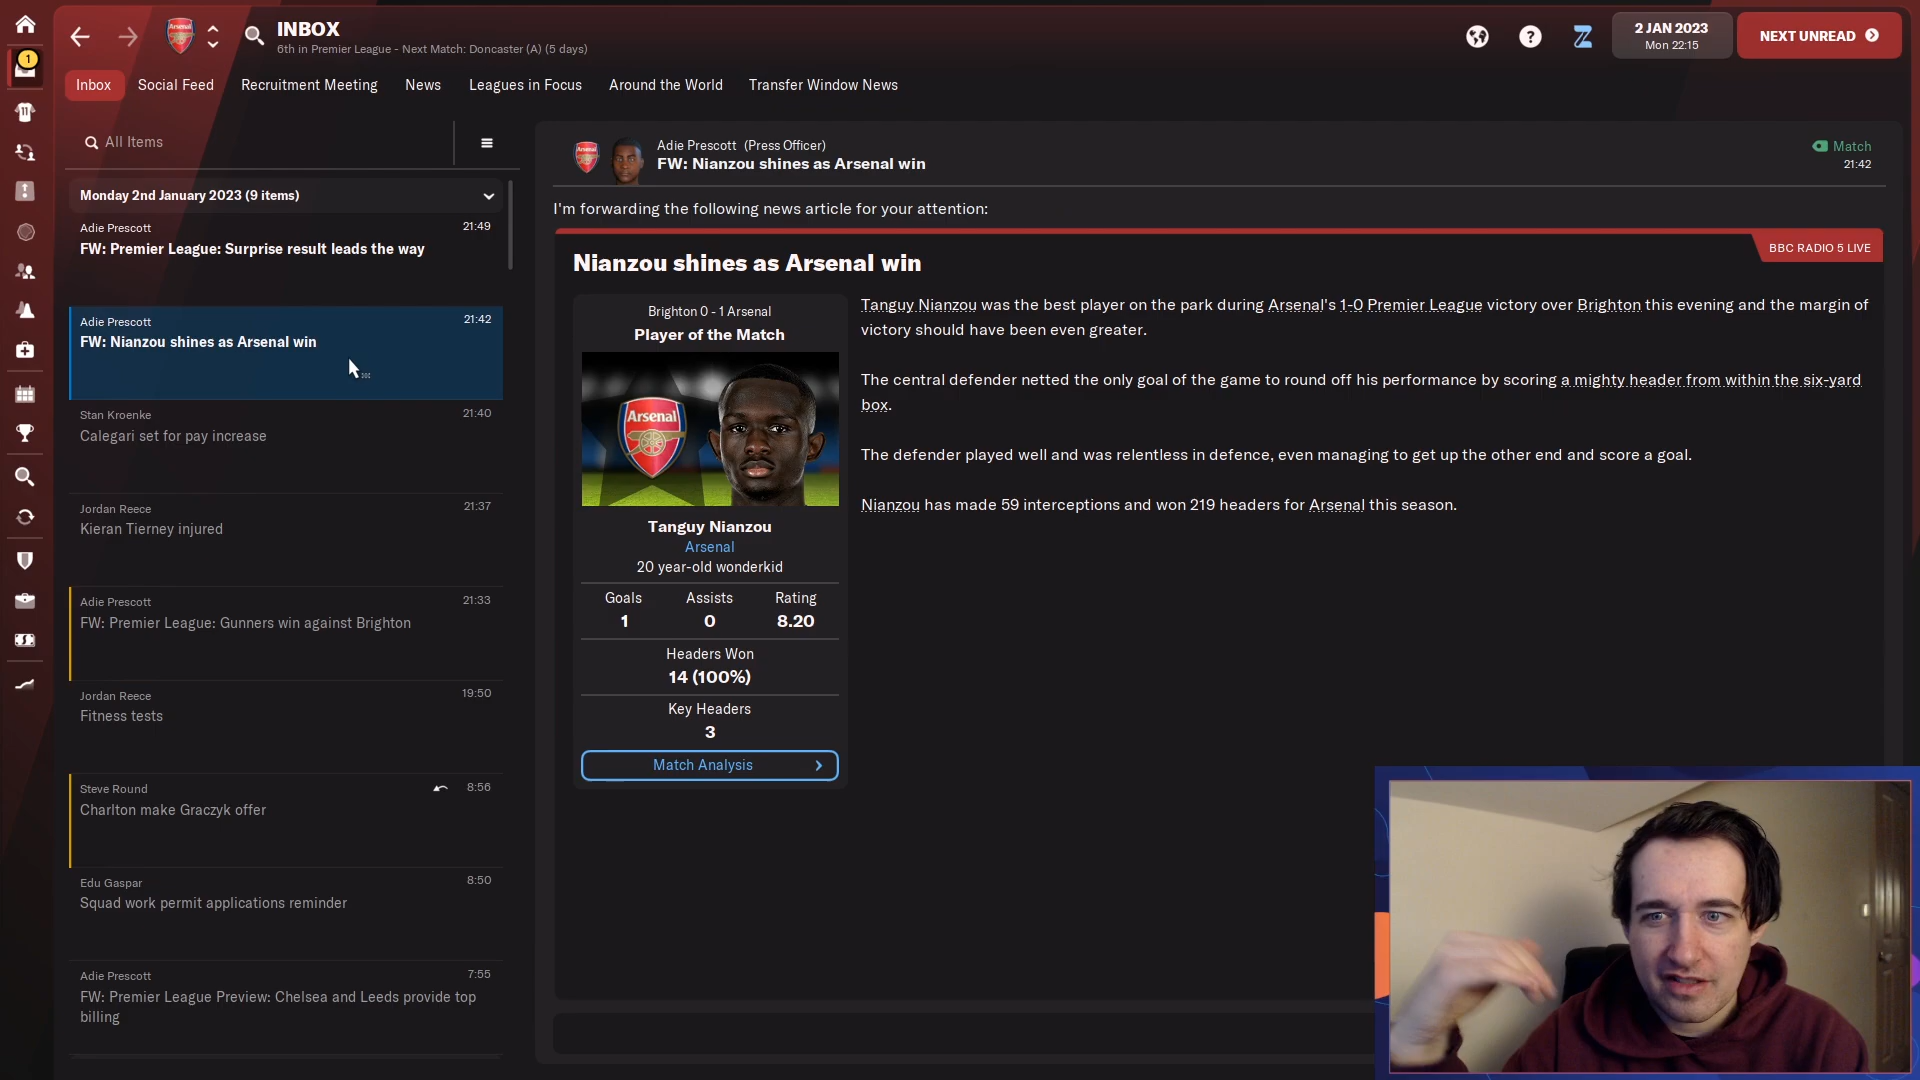 INBOX
6th in Premier League - Next Match: Doncaster (A) (5 days)
2 JAN 2023
Mon 22:15
NEXT UNREAD
1
11
Inbox
Social Feed
Recruitment Meeting
News
Leagues in Focus
Around the World
Transfer Window News
All Items
Monday 2nd January 2023 (9 items)
Adie Prescott
21:49
FW: Premier League: Surprise result leads the way
Adie Prescott
21:42
FW: Nianzou shines as Arsenal win
Stan Kroenke
21:40
Calegari set for pay increase
Jordan Reece
21:37
Kieran Tierney injured
Adie Prescott
21:33
FW: Premier League: Gunners win against Brighton
Jordan Reece
19:50
Fitness tests
Steve Round
8:56
Charlton make Graczyk offer
Edu Gaspar
8:50
Squad work permit applications reminder
Adie Prescott
7:55
FW: Premier League Preview: Chelsea and Leeds provide top
billing
Adie Prescott (Press Officer)
FW: Nianzou shines as Arsenal win
Match
21:42
I'm forwarding the following news article for your attention:
BBC RADIO 5 LIVE
Nianzou shines as Arsenal win
Brighton 0 - 1 Arsenal
Player of the Match
Arsenal
Tanguy Nianzou
Arsenal
20 year-old wonderkid
Goals
Assists
Rating
1
0
8.20
Headers Won
14 (100%)
Key Headers
3
Match Analysis
Tanguy Nianzou was the best player on the park during Arsenal's 1-0 Premier League victory over Brighton this evening and the margin of
victory should have been even greater.
The central defender netted the only goal of the game to round off his performance by scoring a mighty header from within the six-yard
box.
The defender played well and was relentless in defence, even managing to get up the other end and score a goal.
Nianzou has made 59 interceptions and won 219 headers for Arsenal this season.